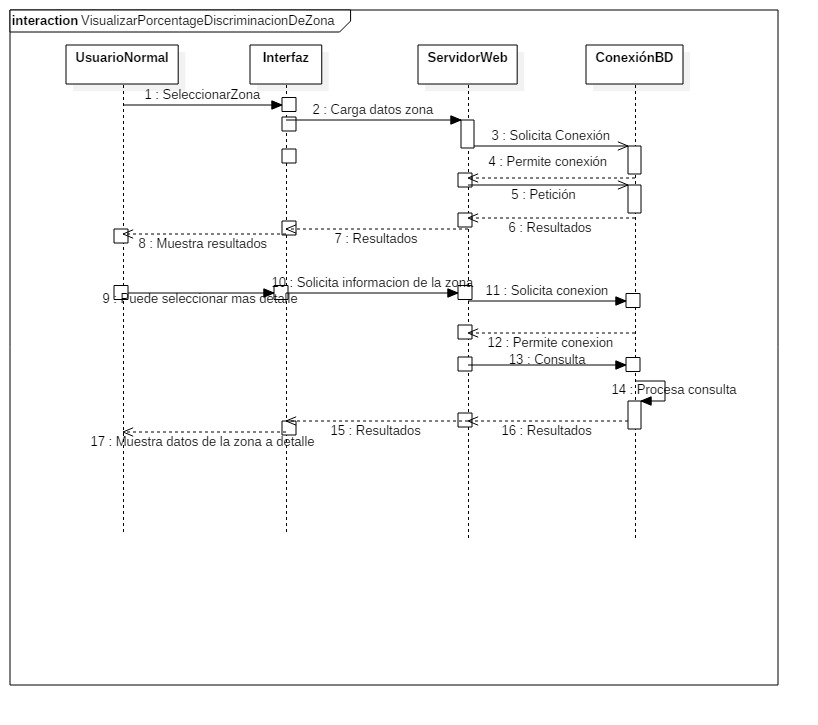 interaction VisualizarPorcentageDiscriminacionDeZona
UsuarioNormal
Interfaz
ServidorWeb
ConexiónBD
1 : SeleccionarZona
2 : Carga datos zona
3 : Solicita Conexión
4 : Permite conexión
5 : Petición
6 : Resultados
7 : Resultados
8 : Muestra resultados
9 : Puede seleccionar mas detalle
10 : Solicita informacion de la zona
11 : Solicita conexion
12 : Permite conexion
13 : Consulta
14 : Procesa consulta
15 : Resultados
16 : Resultados
17 : Muestra datos de la zona a detalle